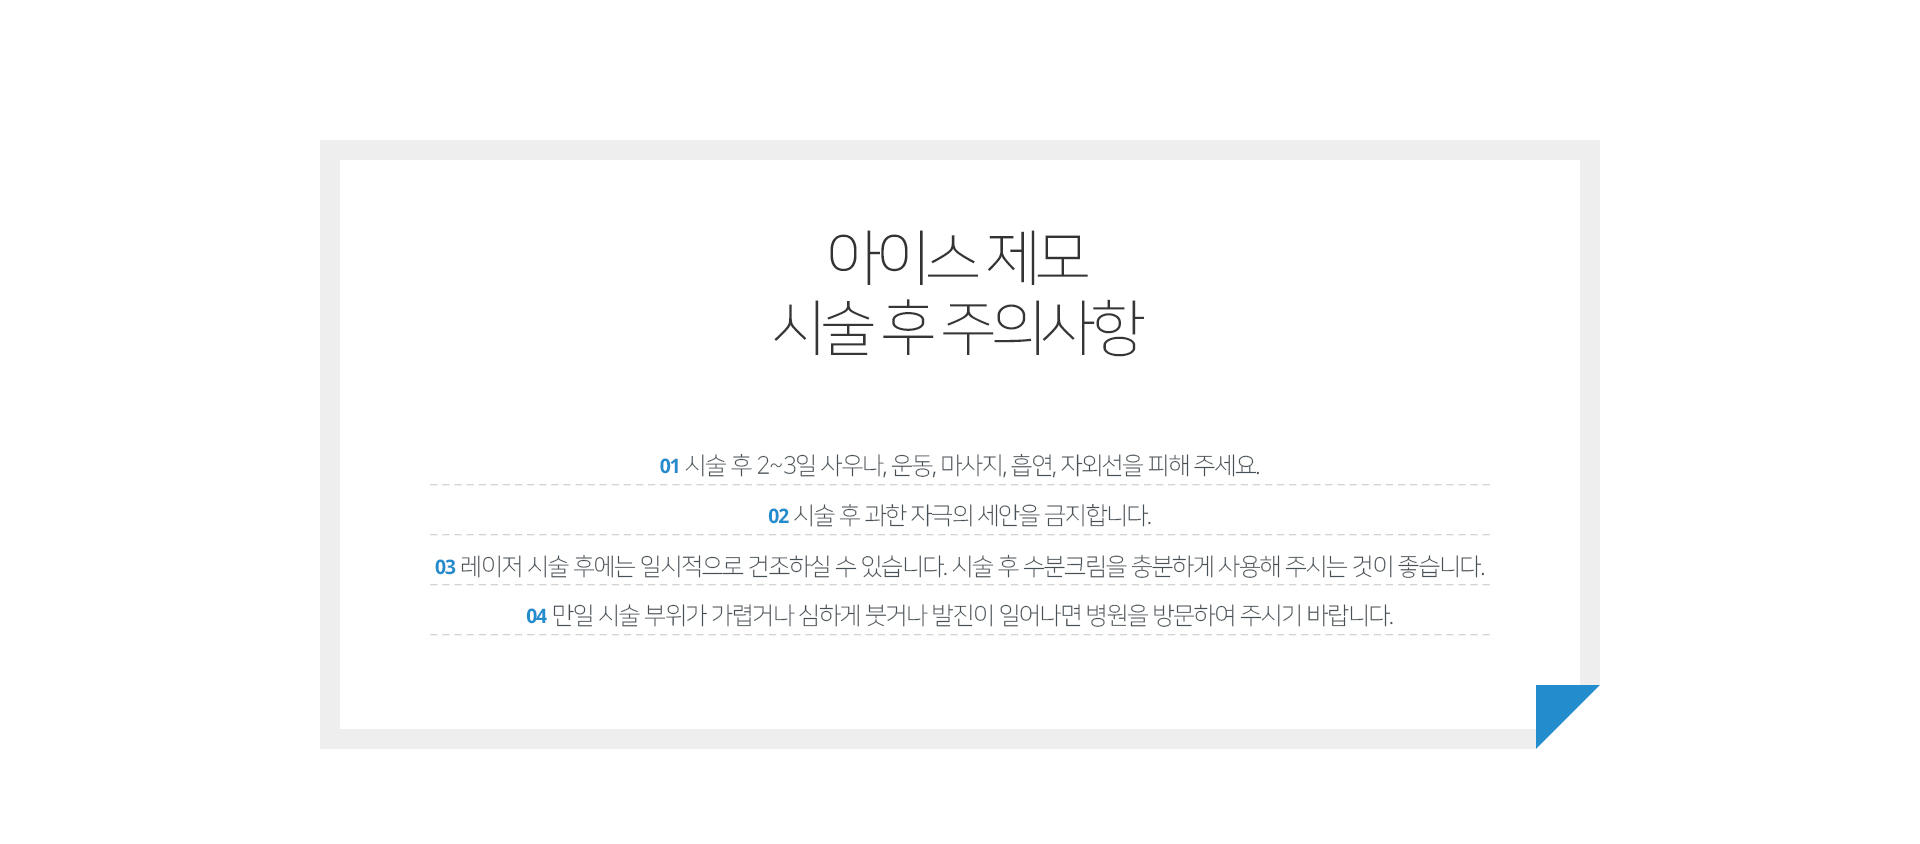 아이스 제모
시술 후 주의사항
01 시술 후 2~3일 사우나, 운동, 마사지, 흡연, 자외선을 피해 주세요.
02 시술 후 과한 자극의 세안을 금지합니다.
03 레이저 시술 후에는 일시적으로 건조하실 수 있습니다. 시술 후 수분크림을 충분하게 사용해 주시는 것이 좋습니다.
04 만일 시술 부위가 가렵거나 심하게 붓거나 발진이 일어나면 병원을 방문하여 주시기 바랍니다.